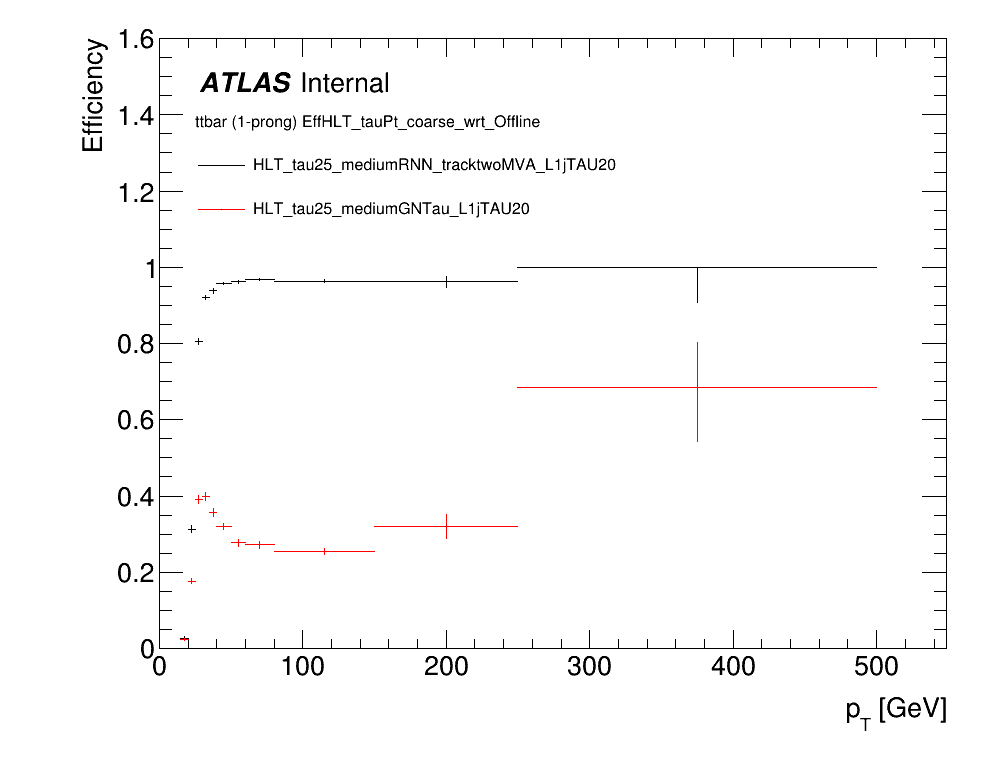 1.6
Efficiency
ATLAS Internal
ttbar (1-prong) EffHLT_tauPt_coarse_wrt_Offline
1.4
HLT_tau25_mediumRNN_tracktwoMVA_L1jTAU20
1.2
HLT_tau25_mediumGNTau_L1jTAU20
1
0.8
0.6
0.4
0.2
0
0 100 200 300 400 500
p_T [GeV]